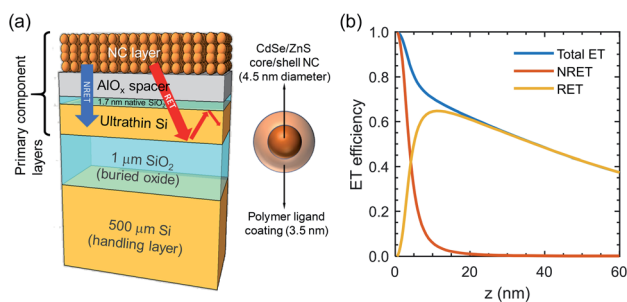 (a)
Primary component
layers
NC layer
NRET
RET
AlOx spacer
1.7 nm native SiO2
Ultrathin Si
1 μm SiO2
(buried oxide)
500 μm Si
(handling layer)
CdSe/ZnS
core/shell NC
(4.5 nm diameter)
Polymer ligand
coating (3.5 nm)
(b)
ET efficiency
1.0
0.8
0.6
0.4
0.2
0.0
Total ET
NRET
RET
0
20
40
60
z (nm)